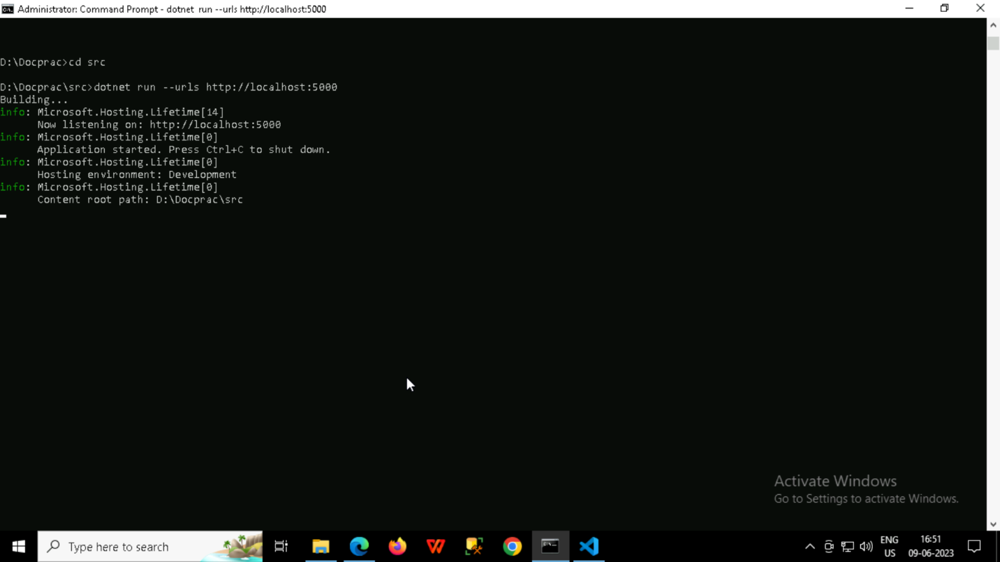 Administrator: Command Prompt - dotnet run --urls http://localhost:5000
D:\Docprac>cd src
D:\Docprac\src>dotnet run --urls http://localhost:5000
Building...
info: Microsoft.Hosting.Lifetime[14]
Now listening on: http://localhost:5000
info: Microsoft.Hosting.Lifetime[0]
Application started. Press Ctrl+C to shut down.
info: Microsoft.Hosting.Lifetime[0]
Hosting environment: Development
info: Microsoft.Hosting.Lifetime[0]
Content root path: D:\Docprac\src
Activate Windows
Go to Settings to activate Windows.
Type here to search
ENG
US
16:51
09-06-2023